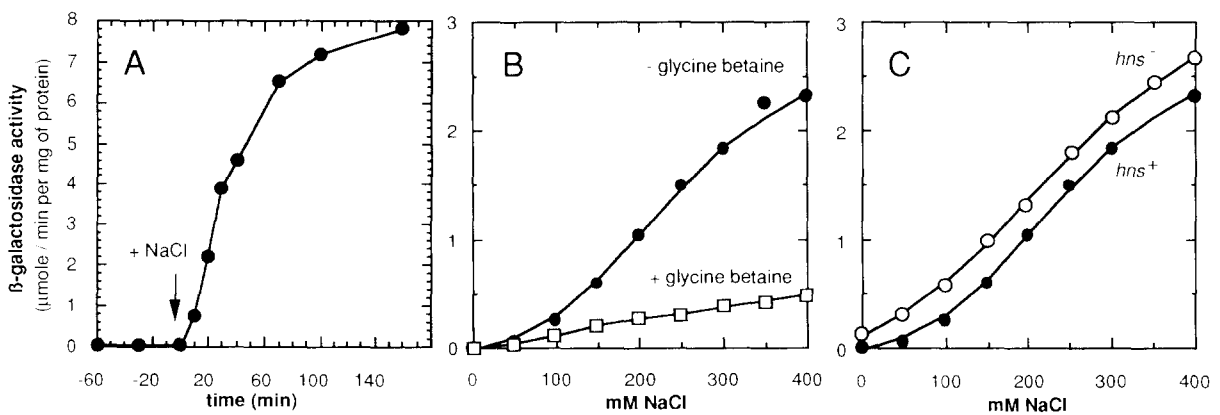 ß-galactosidase activity
(μmole / min per mg of protein)
8
7
6
5
4
3
2
1
0
A
+ NaCl
-60
-20
20
60
100
140
time (min)
3
2
1
0
B
- glycine betaine
+ glycine betaine
0
100
200
300
400
mM NaCl
3
2
1
0
C
hns-
hns+
0
100
200
300
400
mM NaCl